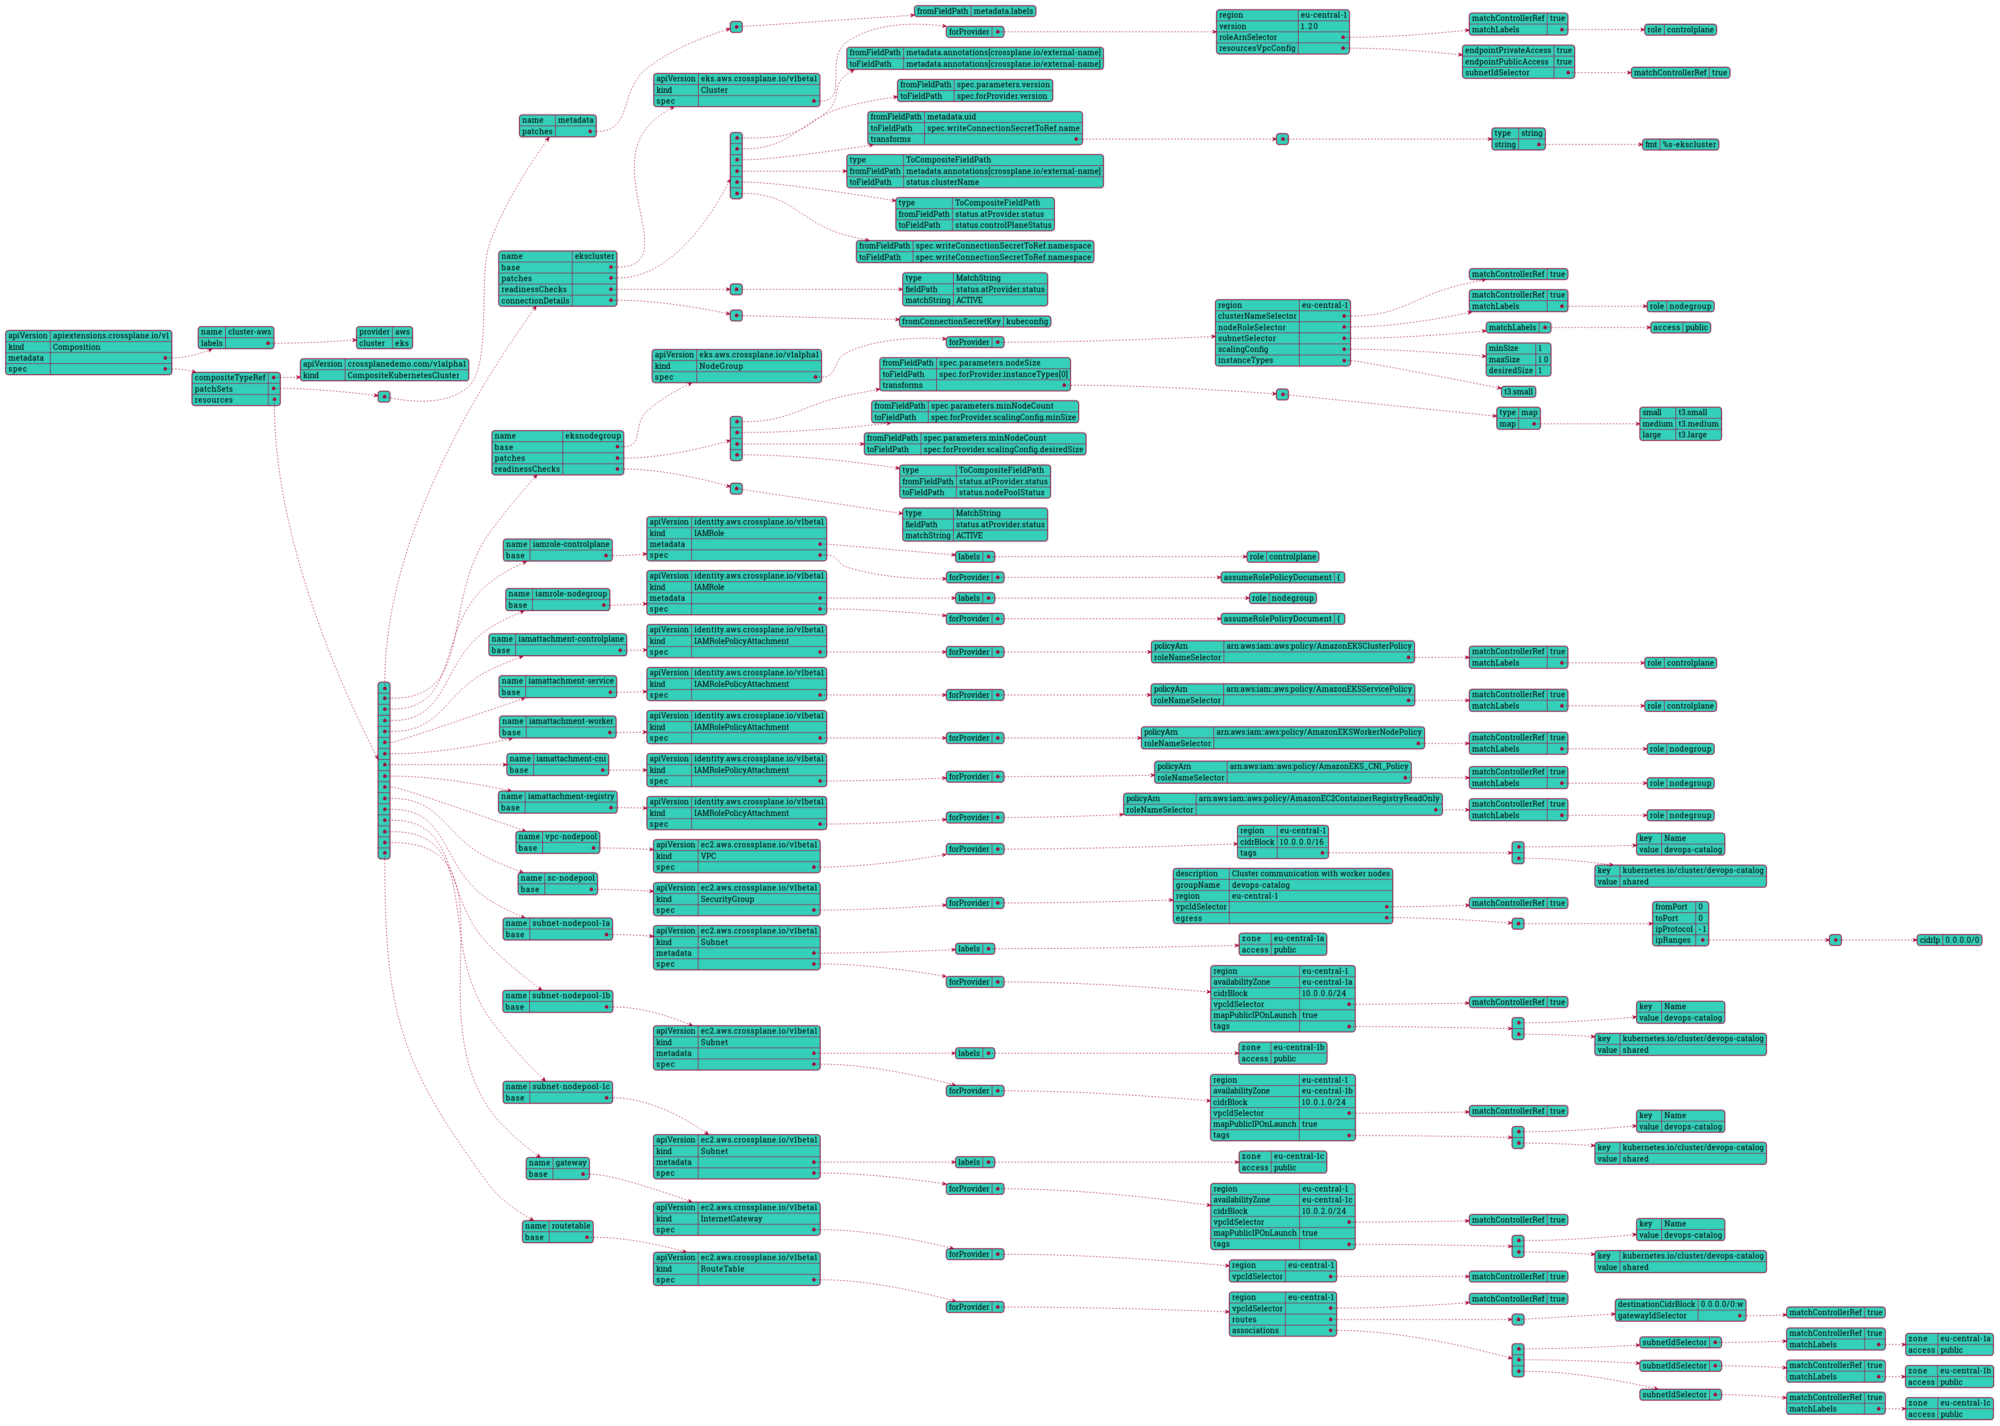 apiVersion apiextensions.crossplane.io/v1
kind Composition
metadata
spec
name cluster-aws
labels
provider aws
cluster eks
compositeTypeRef
patchSets
resources
apiVersion crossplanedemo.com/v1alpha1
kind CompositeKubernetesCluster
name metadata
patches
fromFieldPath metadata.labels
name ekscluster
base
patches
readinessChecks
connectionDetails
apiVersion eks.aws.crossplane.io/v1beta1
kind Cluster
spec
forProvider
region eu-central-1
version 1.20
roleArnSelector
resourcesVpcConfig
matchControllerRef true
matchLabels
role controlplane
endpointPrivateAccess true
endpointPublicAccess true
subnetIdSelector
matchControllerRef true
fromFieldPath metadata.annotations[crossplane.io/external-name]
toFieldPath metadata.annotations[crossplane.io/external-name]
fromFieldPath spec.parameters.version
toFieldPath spec.forProvider.version
fromFieldPath metadata.uid
toFieldPath spec.writeConnectionSecretToRef.name
transforms
type string
string
fmt %s-ekscluster
type ToCompositeFieldPath
fromFieldPath metadata.annotations[crossplane.io/external-name]
toFieldPath status.clusterName
type ToCompositeFieldPath
fromFieldPath status.atProvider.status
toFieldPath status.controlPlaneStatus
fromFieldPath spec.writeConnectionSecretToRef.namespace
toFieldPath spec.writeConnectionSecretToRef.namespace
type MatchString
fieldPath status.atProvider.status
matchString ACTIVE
fromConnectionSecretKey kubeconfig
name eksnodegroup
base
patches
readinessChecks
apiVersion eks.aws.crossplane.io/v1alpha1
kind NodeGroup
spec
forProvider
region eu-central-1
clusterNameSelector
nodeRoleSelector
subnetSelector
scalingConfig
instanceTypes
matchControllerRef true
matchControllerRef true
matchLabels
role nodegroup
matchLabels
access public
minSize 1
maxSize 10
desiredSize 1
t3.small
fromFieldPath spec.parameters.nodeSize
toFieldPath spec.forProvider.instanceTypes[0]
transforms
type map
map
small t3.small
medium t3.medium
large t3.large
fromFieldPath spec.parameters.minNodeCount
toFieldPath spec.forProvider.scalingConfig.minSize
fromFieldPath spec.parameters.minNodeCount
toFieldPath spec.forProvider.scalingConfig.desiredSize
type ToCompositeFieldPath
fromFieldPath status.atProvider.status
toFieldPath status.nodePoolStatus
type MatchString
fieldPath status.atProvider.status
matchString ACTIVE
name iamrole-controlplane
base
apiVersion identity.aws.crossplane.io/v1beta1
kind IAMRole
metadata
spec
labels
role controlplane
forProvider
assumeRolePolicyDocument {
name iamrole-nodegroup
base
apiVersion identity.aws.crossplane.io/v1beta1
kind IAMRole
metadata
spec
labels
role nodegroup
forProvider
assumeRolePolicyDocument {
name iamattachment-controlplane
base
apiVersion identity.aws.crossplane.io/v1beta1
kind IAMRolePolicyAttachment
spec
forProvider
policyArn arn:aws:iam::aws:policy/AmazonEKSClusterPolicy
roleNameSelector
matchControllerRef true
matchLabels
role controlplane
name iamattachment-service
base
apiVersion identity.aws.crossplane.io/v1beta1
kind IAMRolePolicyAttachment
spec
forProvider
policyArn arn:aws:iam::aws:policy/AmazonEKSServicePolicy
roleNameSelector
matchControllerRef true
matchLabels
role controlplane
name iamattachment-worker
base
apiVersion identity.aws.crossplane.io/v1beta1
kind IAMRolePolicyAttachment
spec
forProvider
policyArn arn:aws:iam::aws:policy/AmazonEKSWorkerNodePolicy
roleNameSelector
matchControllerRef true
matchLabels
role nodegroup
name iamattachment-cni
base
apiVersion identity.aws.crossplane.io/v1beta1
kind IAMRolePolicyAttachment
spec
forProvider
policyArn arn:aws:iam::aws:policy/AmazonEKS_CNI_Policy
roleNameSelector
matchControllerRef true
matchLabels
role nodegroup
name iamattachment-registry
base
apiVersion identity.aws.crossplane.io/v1beta1
kind IAMRolePolicyAttachment
spec
forProvider
policyArn arn:aws:iam::aws:policy/AmazonEC2ContainerRegistryReadOnly
roleNameSelector
matchControllerRef true
matchLabels
role nodegroup
name vpc-nodepool
base
apiVersion ec2.aws.crossplane.io/v1beta1
kind VPC
spec
forProvider
region eu-central-1
cidrBlock 10.0.0.0/16
tags
key Name
value devops-catalog
key kubernetes.io/cluster/devops-catalog
value shared
name sc-nodepool
base
apiVersion ec2.aws.crossplane.io/v1beta1
kind SecurityGroup
spec
forProvider
description Cluster communication with worker nodes
groupName devops-catalog
region eu-central-1
vpcIdSelector
egress
matchControllerRef true
fromPort 0
toPort 0
ipProtocol -1
ipRanges
cidrIp 0.0.0.0/0
name subnet-nodepool-1a
base
apiVersion ec2.aws.crossplane.io/v1beta1
kind Subnet
metadata
spec
labels
zone eu-central-1a
access public
forProvider
region eu-central-1
availabilityZone eu-central-1a
cidrBlock 10.0.0.0/24
vpcIdSelector
mapPublicIPOnLaunch true
tags
matchControllerRef true
key Name
value devops-catalog
key kubernetes.io/cluster/devops-catalog
value shared
name subnet-nodepool-1b
base
apiVersion ec2.aws.crossplane.io/v1beta1
kind Subnet
metadata
spec
labels
zone eu-central-1b
access public
forProvider
region eu-central-1
availabilityZone eu-central-1b
cidrBlock 10.0.1.0/24
vpcIdSelector
mapPublicIPOnLaunch true
tags
matchControllerRef true
key Name
value devops-catalog
key kubernetes.io/cluster/devops-catalog
value shared
name subnet-nodepool-1c
base
apiVersion ec2.aws.crossplane.io/v1beta1
kind Subnet
metadata
spec
labels
zone eu-central-1c
access public
forProvider
region eu-central-1
availabilityZone eu-central-1c
cidrBlock 10.0.2.0/24
vpcIdSelector
mapPublicIPOnLaunch true
tags
matchControllerRef true
key Name
value devops-catalog
key kubernetes.io/cluster/devops-catalog
value shared
name gateway
base
apiVersion ec2.aws.crossplane.io/v1beta1
kind InternetGateway
spec
forProvider
region eu-central-1
vpcIdSelector
matchControllerRef true
name routetable
base
apiVersion ec2.aws.crossplane.io/v1beta1
kind RouteTable
spec
forProvider
region eu-central-1
vpcIdSelector
routes
associations
matchControllerRef true
destinationCidrBlock 0.0.0.0/0:w
gatewayIdSelector
matchControllerRef true
subnetIdSelector
matchControllerRef true
matchLabels
zone eu-central-1a
access public
subnetIdSelector
matchControllerRef true
matchLabels
zone eu-central-1b
access public
subnetIdSelector
matchControllerRef true
matchLabels
zone eu-central-1c
access public